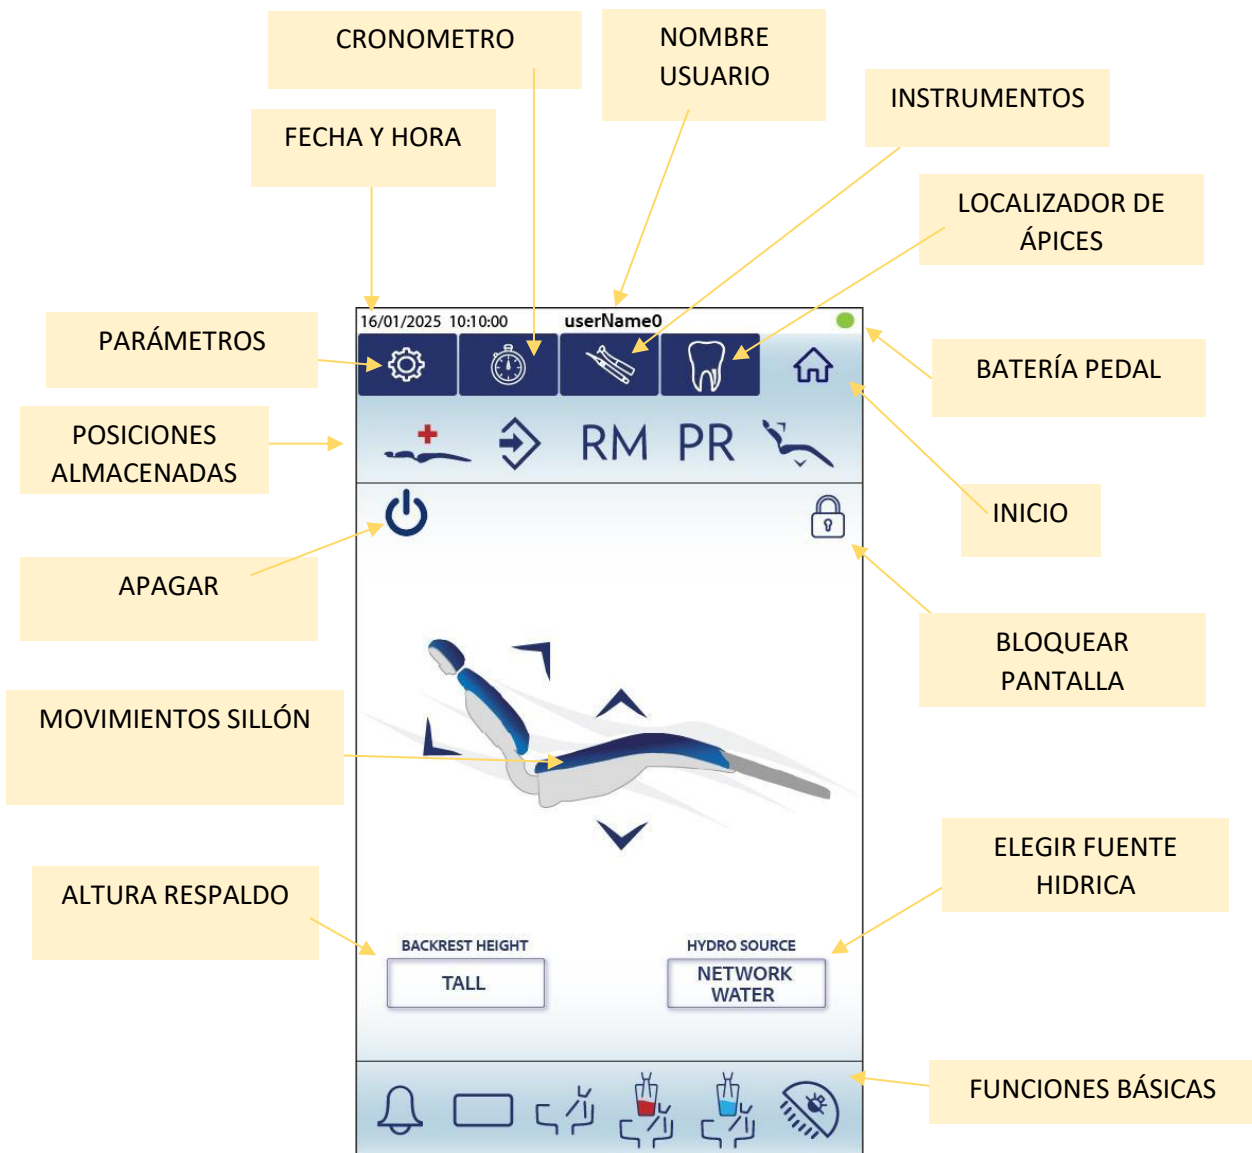 CRONOMETRO
NOMBRE
USUARIO
INSTRUMENTOS
FECHA Y HORA
LOCALIZADOR DE
ÁPICES
16/01/2025 10:10:00 userName0
PARÁMETROS
BATERÍA PEDAL
POSICIONES
ALMACENADAS
RM PR
INICIO
APAGAR
BLOQUEAR
PANTALLA
MOVIMIENTOS SILLÓN
ELEGIR FUENTE
HIDRICA
ALTURA RESPALDO
BACKREST HEIGHT
TALL
HYDRO SOURCE
NETWORK
WATER
FUNCIONES BÁSICAS